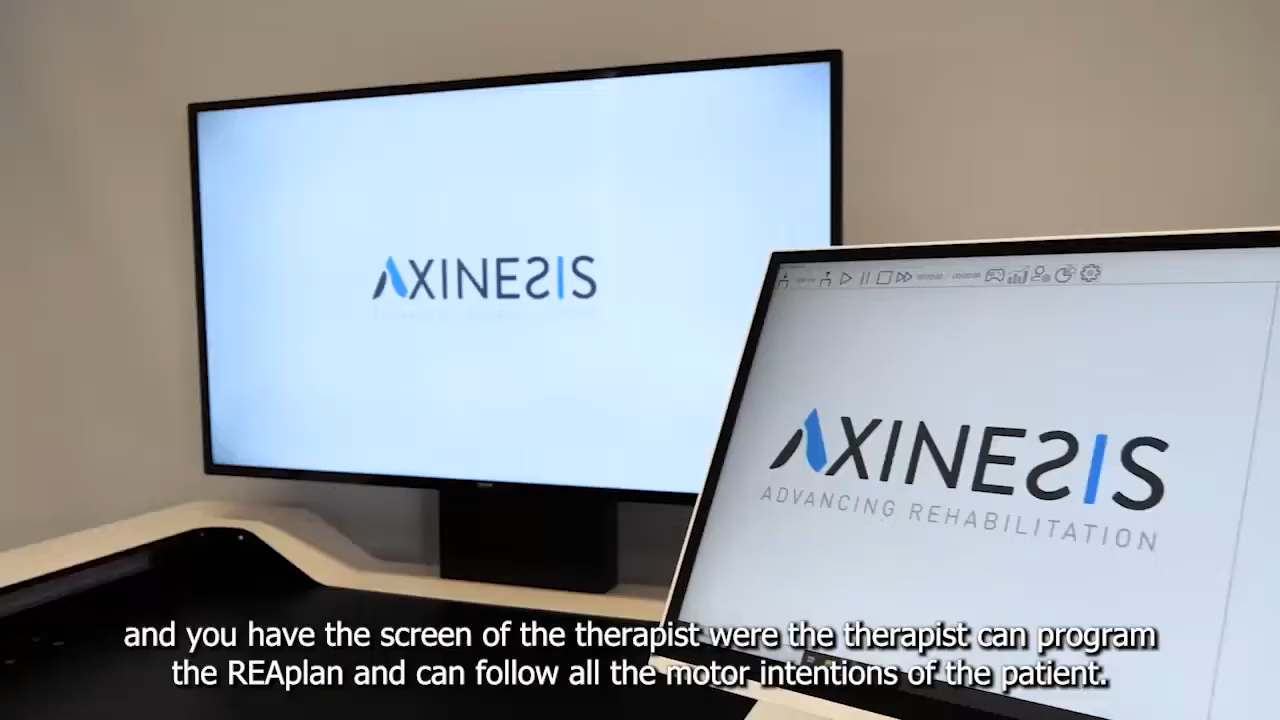 AXINESIS
AXINESIS
ADVANCING REHABILITATION
and you have the screen of the therapist were the therapist can program
the REAplan and can follow all the motor intentions of the patient.